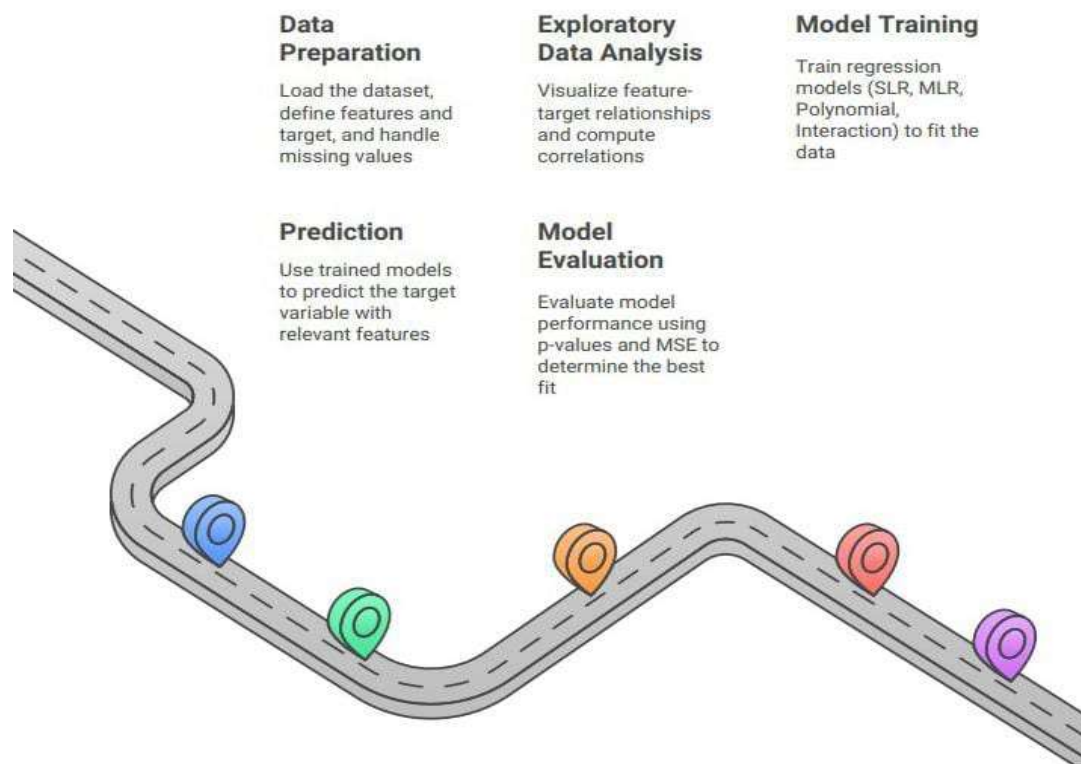 Data
Preparation
Load the dataset,
define features and
target, and handle
missing values
Exploratory
Data Analysis
Visualize feature-
target relationships
and compute
correlations
Model Training
Train regression
models (SLR, MLR,
Polynomial,
Interaction) to fit the
data
Prediction
Use trained models
to predict the target
variable with
relevant features
Model
Evaluation
Evaluate model
performance using
p-values and MSE to
determine the best
fit